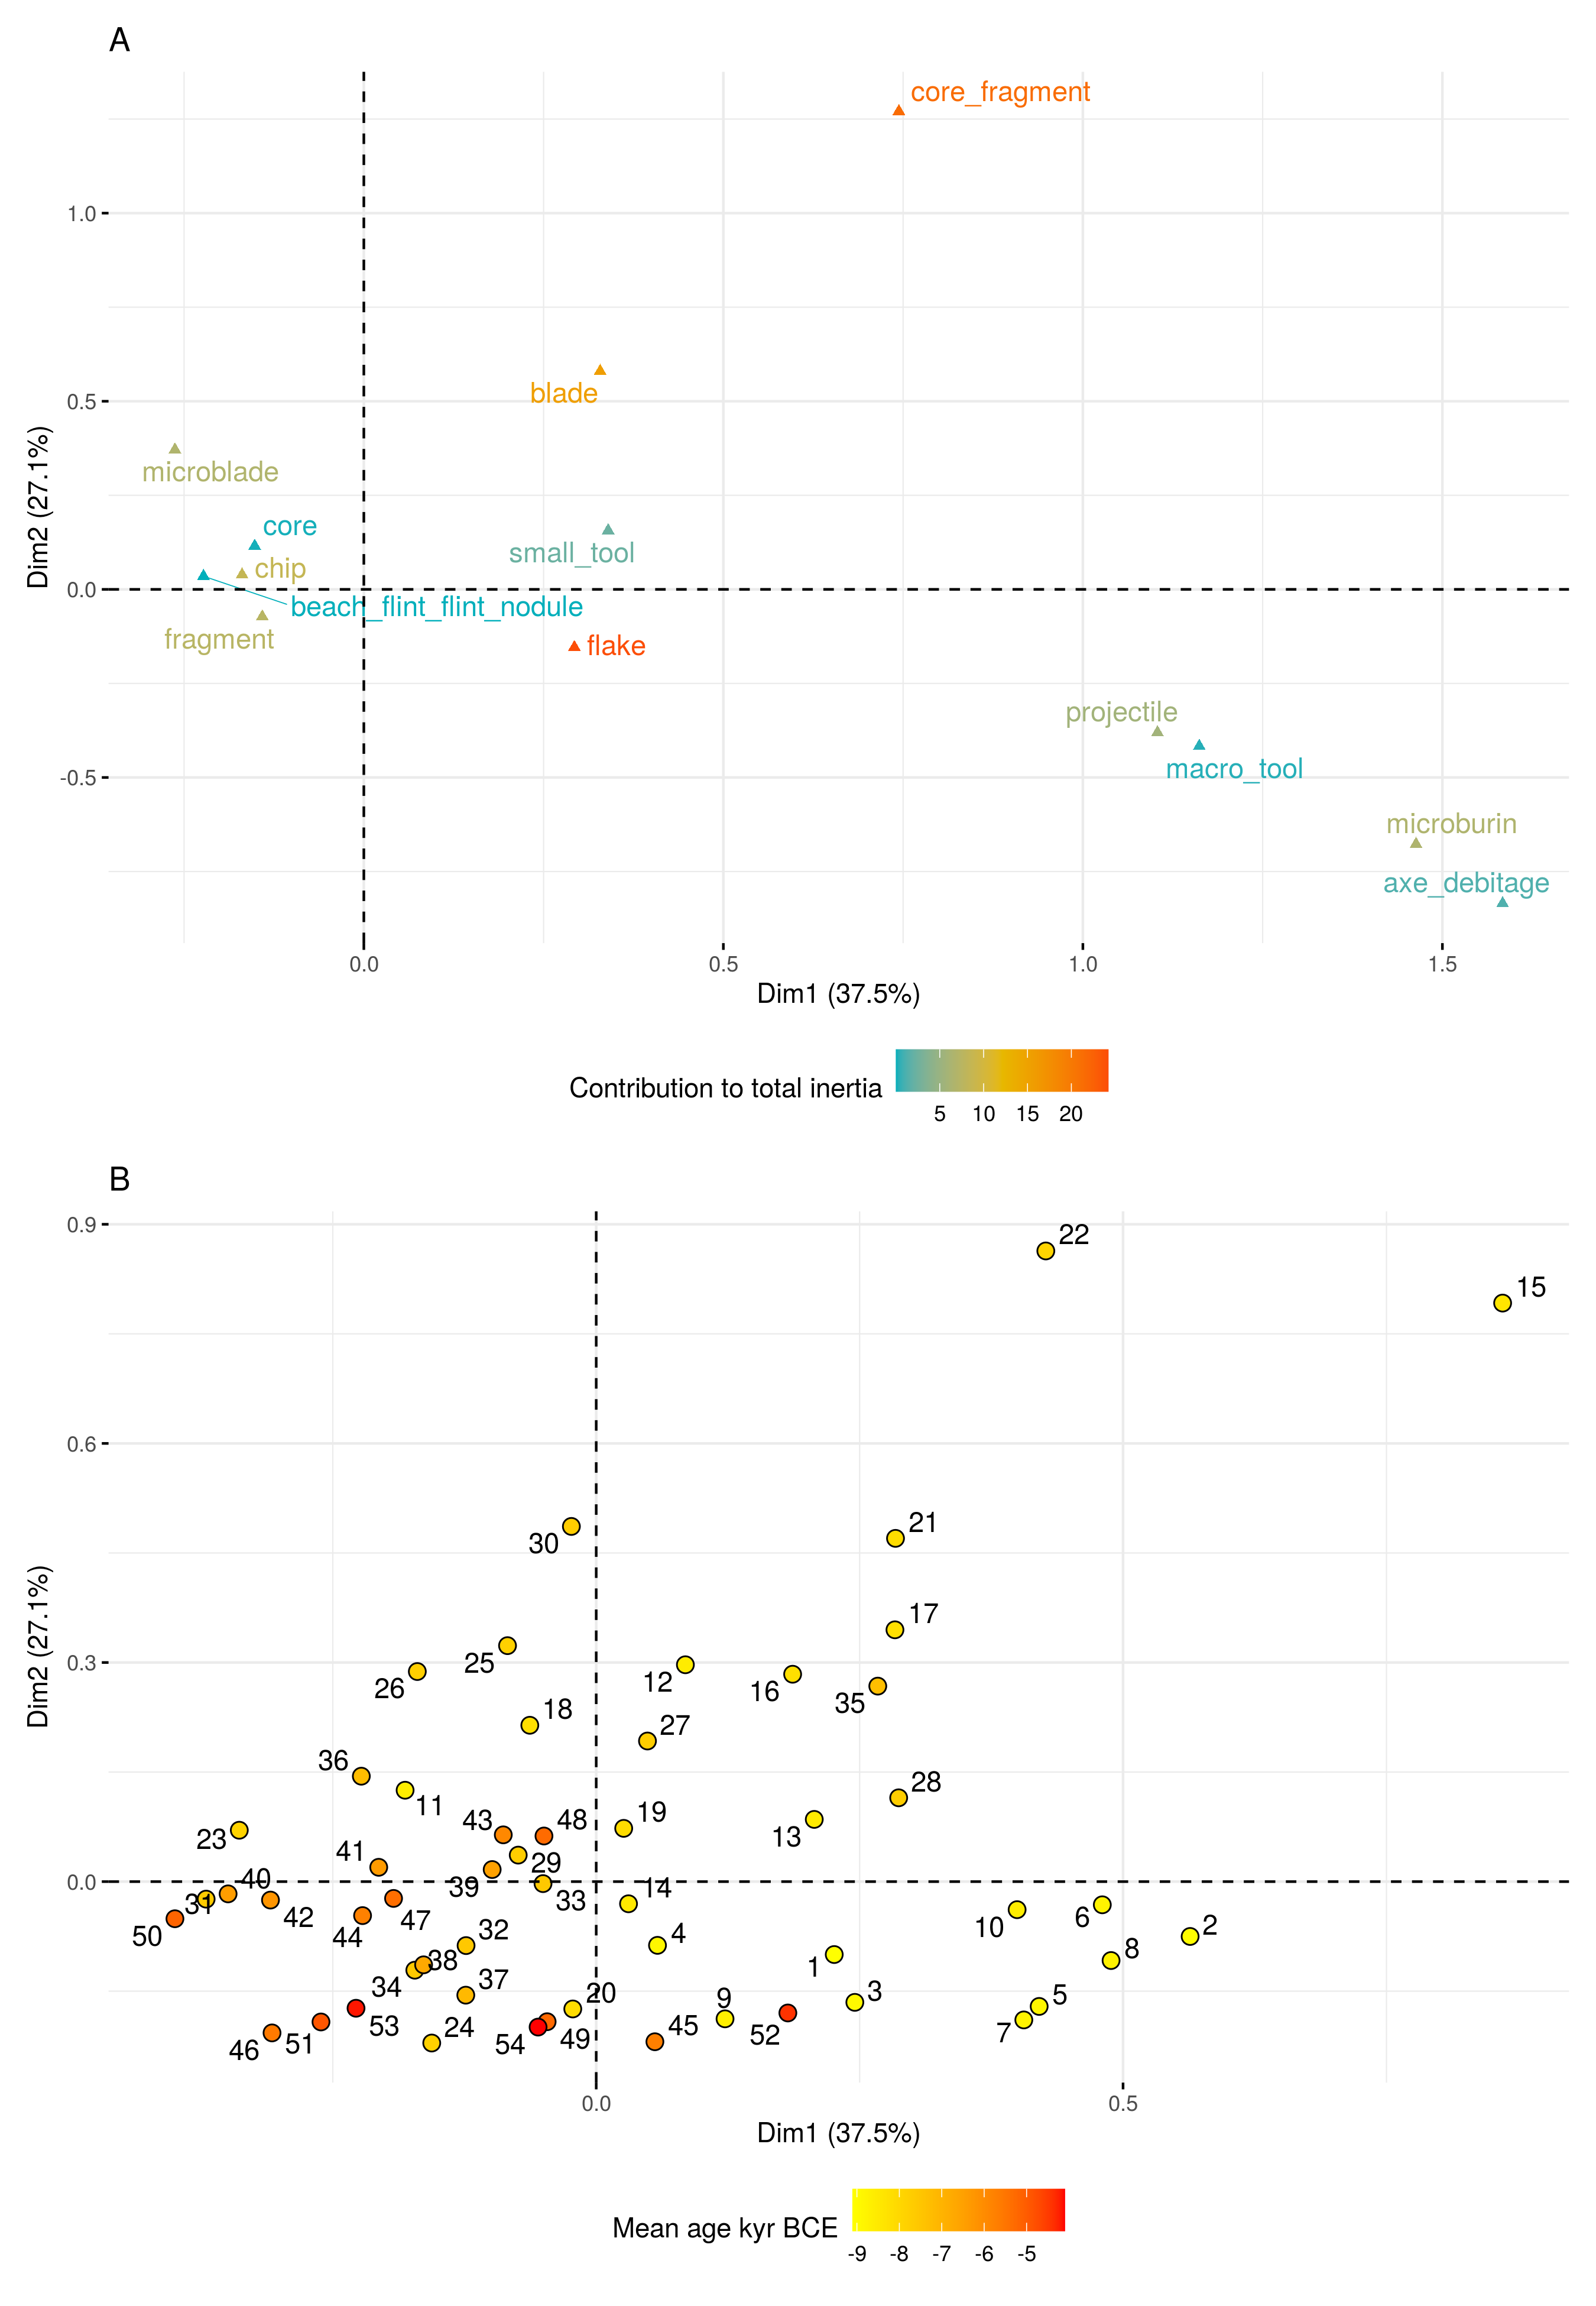 A
core_fragment
1.0
blade
0.5
microblade
core
small_tool
chip
0.0
beach_flint_flint_nodule
fragment
flake
projectile
macro_tool
-0.5
microburin
axe_debitage
Dim2 (27.1%)
0.0 0.5 1.0 1.5
Dim1 (37.5%)
Contribution to total inertia
5 10 15 20
B
0.9
22
15
0.6
21
30
17
0.3
25
12
26
16
35
18
27
36
28
11
19
43
48
13
23
41
29
0.0
40
39
14
31
33
42
47
10
6
2
50
44
32
4
8
38
1
34
37
20
3
5
9
53
24
45
7
46
51
54
49
52
Dim2 (27.1%)
0.0 0.5
Dim1 (37.5%)
Mean age kyr BCE
-9 -8 -7 -6 -5